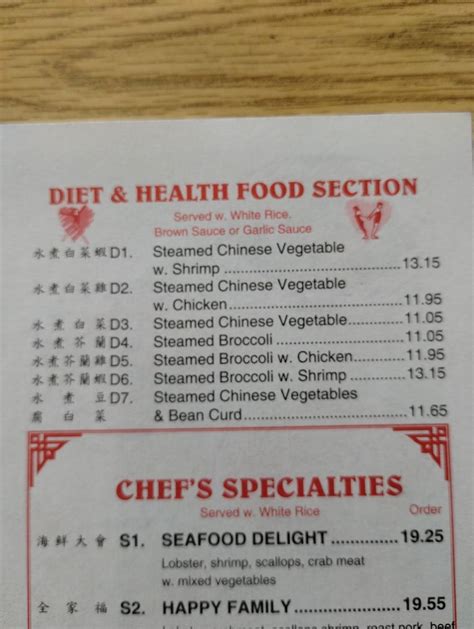 DIET & HEALTH FOOD SECTION
Served w. White Rice,
Brown Sauce or Garlic Sauce
水煮白菜蝦 D1. Steamed Chinese Vegetable
w. Shrimp ........................ 13.15
水煮白菜雞 D2. Steamed Chinese Vegetable
w. Chicken ........................ 11.95
水煮白菜 D3. Steamed Chinese Vegetable ...... 11.05
水煮芥蘭 D4. Steamed Broccoli ........................ 11.05
水煮芥蘭雞 D5. Steamed Broccoli w. Chicken ...... 11.95
水煮芥蘭蝦 D6. Steamed Broccoli w. Shrimp ...... 13.15
水煮豆 D7. Steamed Chinese Vegetables
腐白菜 & Bean Curd ........................ 11.65
CHEF'S SPECIALTIES
Served w. White Rice Order
海鮮大會 S1. SEAFOOD DELIGHT ............. 19.25
Lobster, shrimp, scallops, crab meat
w. mixed vegetables
全家福 S2. HAPPY FAMILY ................... 19.55